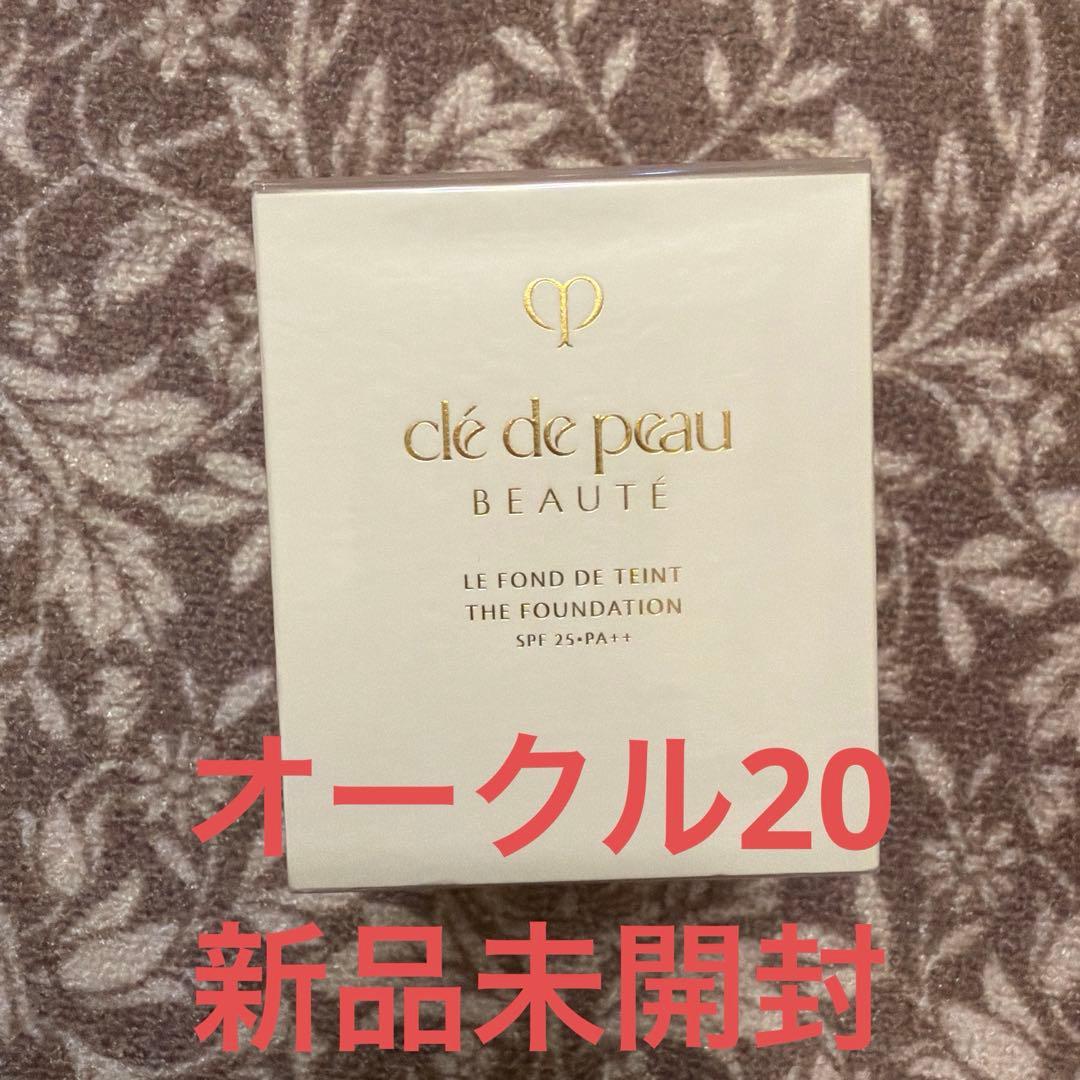 clé de peau
BEAUTÉ
LE FOND DE TEINT
THE FOUNDATION
SPF 25•PA++
オークル20
新品未開封